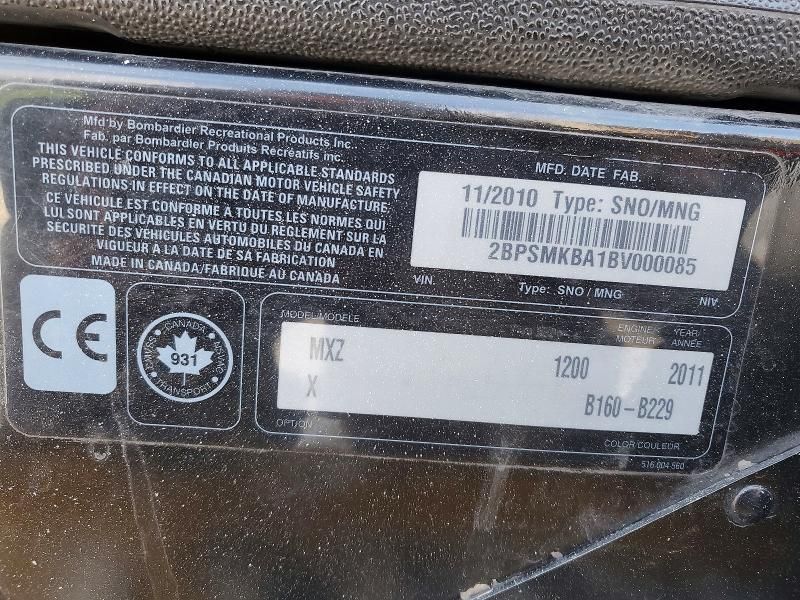 Mfd by Bombardier Recreational Products Inc.,
Fab. par Bombardier Produits Récréatifs inc.
THIS VEHICLE CONFORMS TO ALL APPLICABLE STANDARDS
PRESCRIBED UNDER THE CANADIAN MOTOR VEHICLE SAFETY
REGULATIONS IN EFFECT ON THE DATE OF MANUFACTURE.
CE VÉHICULE EST CONFORME A TOUTES LES NORMES QUI
LUI SONT APPLICABLES EN VERTU DU RÈGLEMENT SUR LA
SÉCURITÉ DES VÉHICULES AUTOMOBILES DU CANADA EN
VIGUEUR À LA DATE DE SA FABRICATION
MADE IN CANADA/FABRIQUÉ AU CANADA
MFD. DATE FAB.
11/2010 Type: SNO/MNG
2BPSMKBA1BV000085
VIN. Type: SNO / MNG NIV.
CE
CANADA
931
TRANSPORT
MODEL/MODÈLE ENGINE/MOTEUR YEAR/ANNÉE
MXZ 1200 2011
X B160-B229
OPTION COLOR/COULEUR
516 004 560